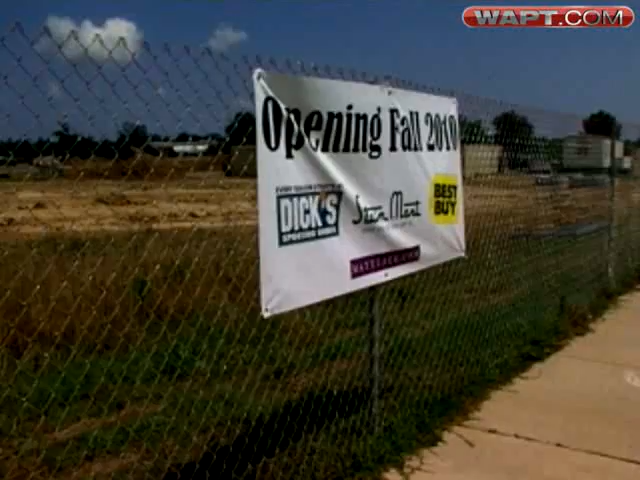 WAPT.COM
Opening Fall 2010
DICK'S
SPORTING GOODS
Stein Mart
BEST
BUY